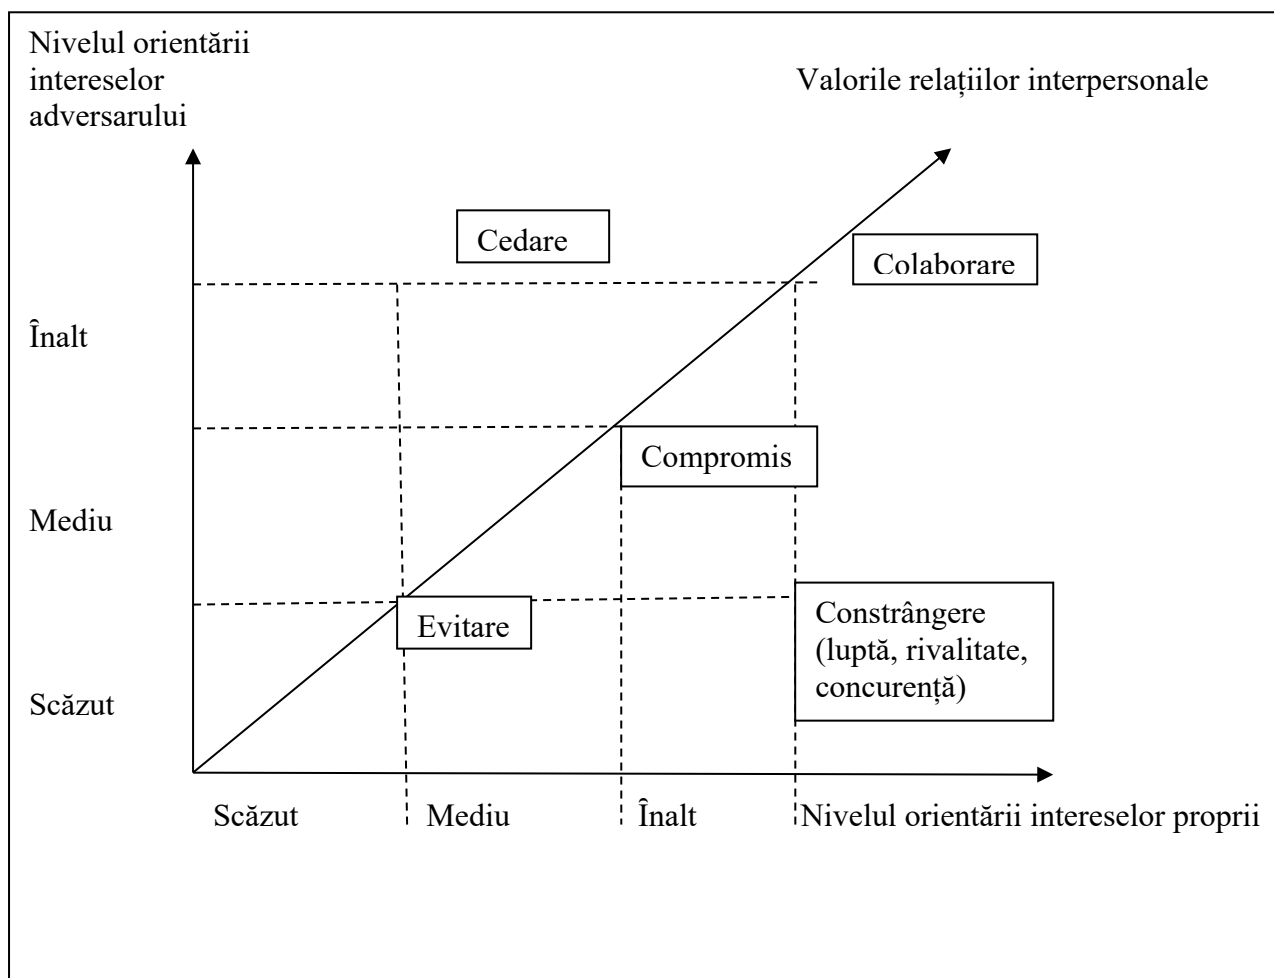 Nivelul orientării
intereselor
adversarului
Valorile relațiilor interpersonale
Cedare
Colaborare
Înalt
Compromis
Mediu
Evitare
Constrângere
(luptă, rivalitate,
concurență)
Scăzut
Scăzut
Mediu
Înalt
Nivelul orientării intereselor proprii